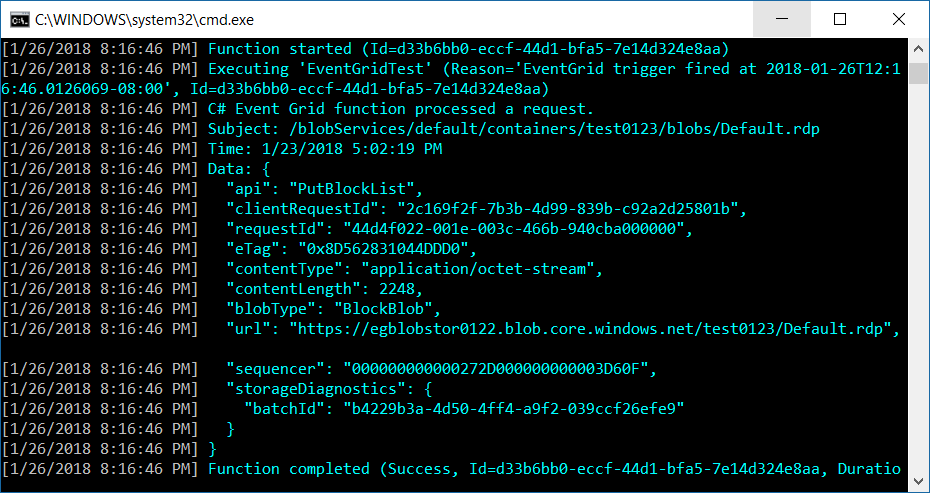 C:\WINDOWS\system32\cmd.exe
[1/26/2018 8:16:46 PM] Function started (Id=d33b6bb0-eccf-44d1-bfa5-7e14d324e8aa)
[1/26/2018 8:16:46 PM] Executing 'EventGridTest' (Reason='EventGrid trigger fired at 2018-01-26T12:1
6:46.0126069-08:00', Id=d33b6bb0-eccf-44d1-bfa5-7e14d324e8aa)
[1/26/2018 8:16:46 PM] C# Event Grid function processed a request.
[1/26/2018 8:16:46 PM] Subject: /blobServices/default/containers/test0123/blobs/Default.rdp
[1/26/2018 8:16:46 PM] Time: 1/23/2018 5:02:19 PM
[1/26/2018 8:16:46 PM] Data: {
[1/26/2018 8:16:46 PM]   "api": "PutBlockList",
[1/26/2018 8:16:46 PM]   "clientRequestId": "2c169f2f-7b3b-4d99-839b-c92a2d25801b",
[1/26/2018 8:16:46 PM]   "requestId": "44d4f022-001e-003c-466b-940cba000000",
[1/26/2018 8:16:46 PM]   "eTag": "0x8D562831044DDD0",
[1/26/2018 8:16:46 PM]   "contentType": "application/octet-stream",
[1/26/2018 8:16:46 PM]   "contentLength": 2248,
[1/26/2018 8:16:46 PM]   "blobType": "BlockBlob",
[1/26/2018 8:16:46 PM]   "url": "https://egblobstor0122.blob.core.windows.net/test0123/Default.rdp",
[1/26/2018 8:16:46 PM]   "sequencer": "000000000000272D000000000003D60F",
[1/26/2018 8:16:46 PM]   "storageDiagnostics": {
[1/26/2018 8:16:46 PM]     "batchId": "b4229b3a-4d50-4ff4-a9f2-039ccf26efe9"
[1/26/2018 8:16:46 PM]   }
[1/26/2018 8:16:46 PM] }
[1/26/2018 8:16:46 PM] Function completed (Success, Id=d33b6bb0-eccf-44d1-bfa5-7e14d324e8aa, Duratio